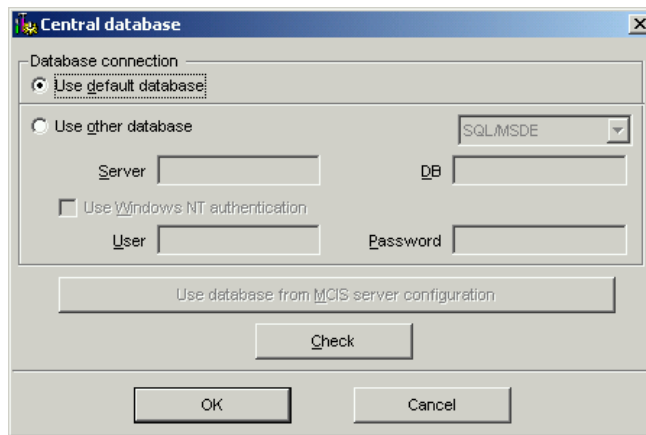 Central database
Database connection
Use default database
Use other database SQL/MSDE
Server DB
Use Windows NT authentication
User Password
Use database from MCIS server configuration
Check
OK Cancel